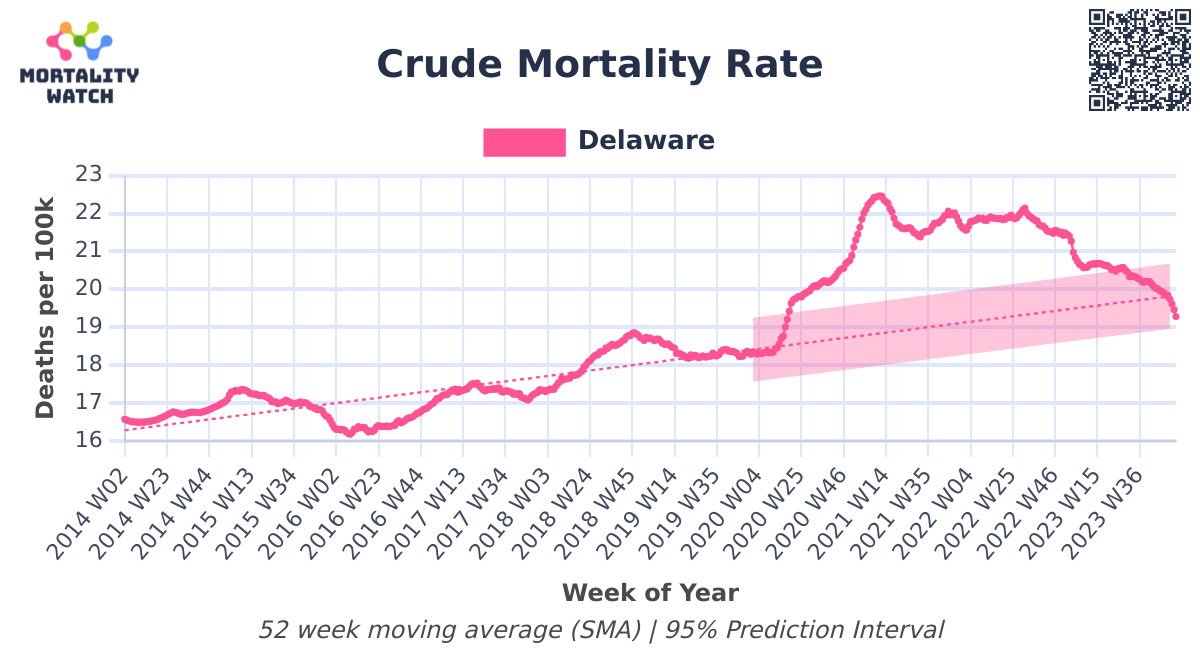 MORTALITY
WATCH
Crude Mortality Rate
Delaware
Deaths per 100k
23
22
21
20
19
18
17
16
2014 W02
2014 W23
2014 W44
2015 W13
2015 W34
2016 W02
2016 W23
2016 W44
2017 W13
2017 W34
2018 W03
2018 W24
2018 W45
2019 W14
2019 W35
2020 W04
2020 W25
2020 W46
2021 W14
2021 W35
2022 W04
2022 W25
2022 W46
2023 W15
2023 W36
Week of Year
52 week moving average (SMA) | 95% Prediction Interval